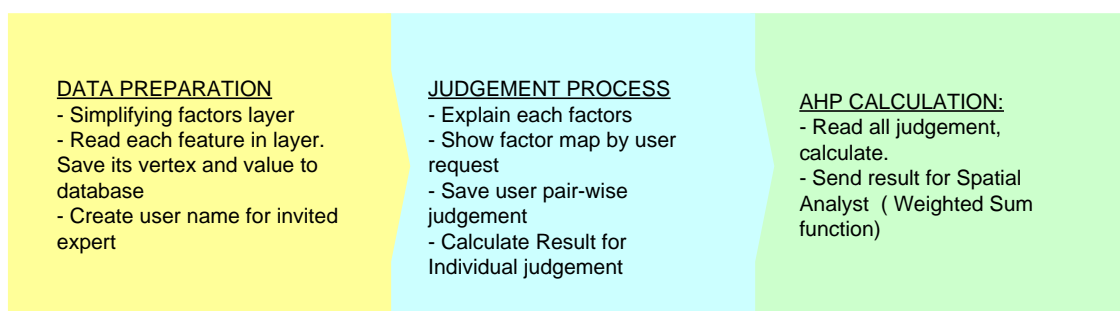 DATA PREPARATION
- Simplifying factors layer
- Read each feature in layer.
Save its vertex and value to
database
- Create user name for invited
expert
JUDGEMENT PROCESS
- Explain each factors
- Show factor map by user
request
- Save user pair-wise
judgement
- Calculate Result for
Individual judgement
AHP CALCULATION:
- Read all judgement,
calculate.
- Send result for Spatial
Analyst ( Weighted Sum
function)